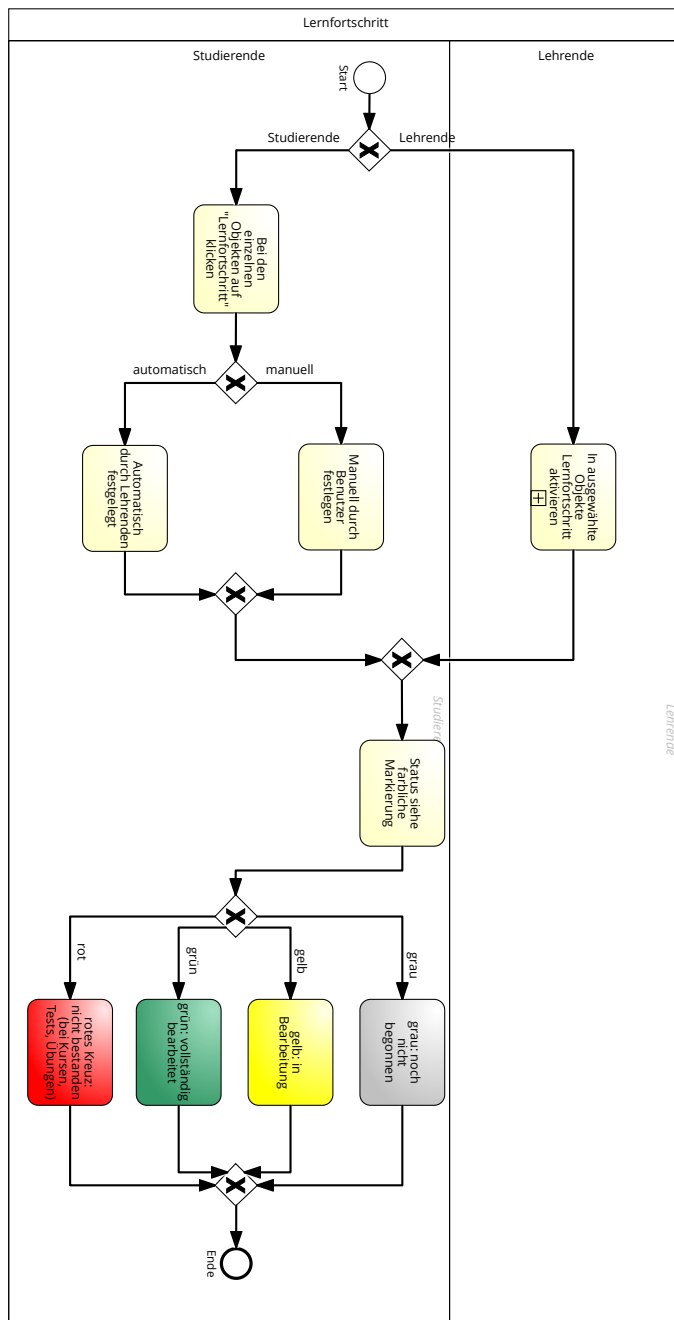 Lernfortschritt
Studierende
Lehrende
Start
Studierende
Lehrende
Bei den
einzelnen
Objekten auf
"Lernfortschritt"
klicken
automatisch
manuell
Automatisch
durch Lehrenden
festgelegt
Manuell durch
Benutzer
festlegen
In ausgewählte
Objekte
Lernfortschritt
aktivieren
Studiere
Lehrende
Status siehe
farbliche
Markierung
rot
grün
gelb
grau
rotes Kreuz:
nicht bestanden
(bei Kursen,
Tests, Übungen)
grün: vollständig
bearbeitet
gelb: in
Bearbeitung
grau: noch
nicht
begonnen
Ende